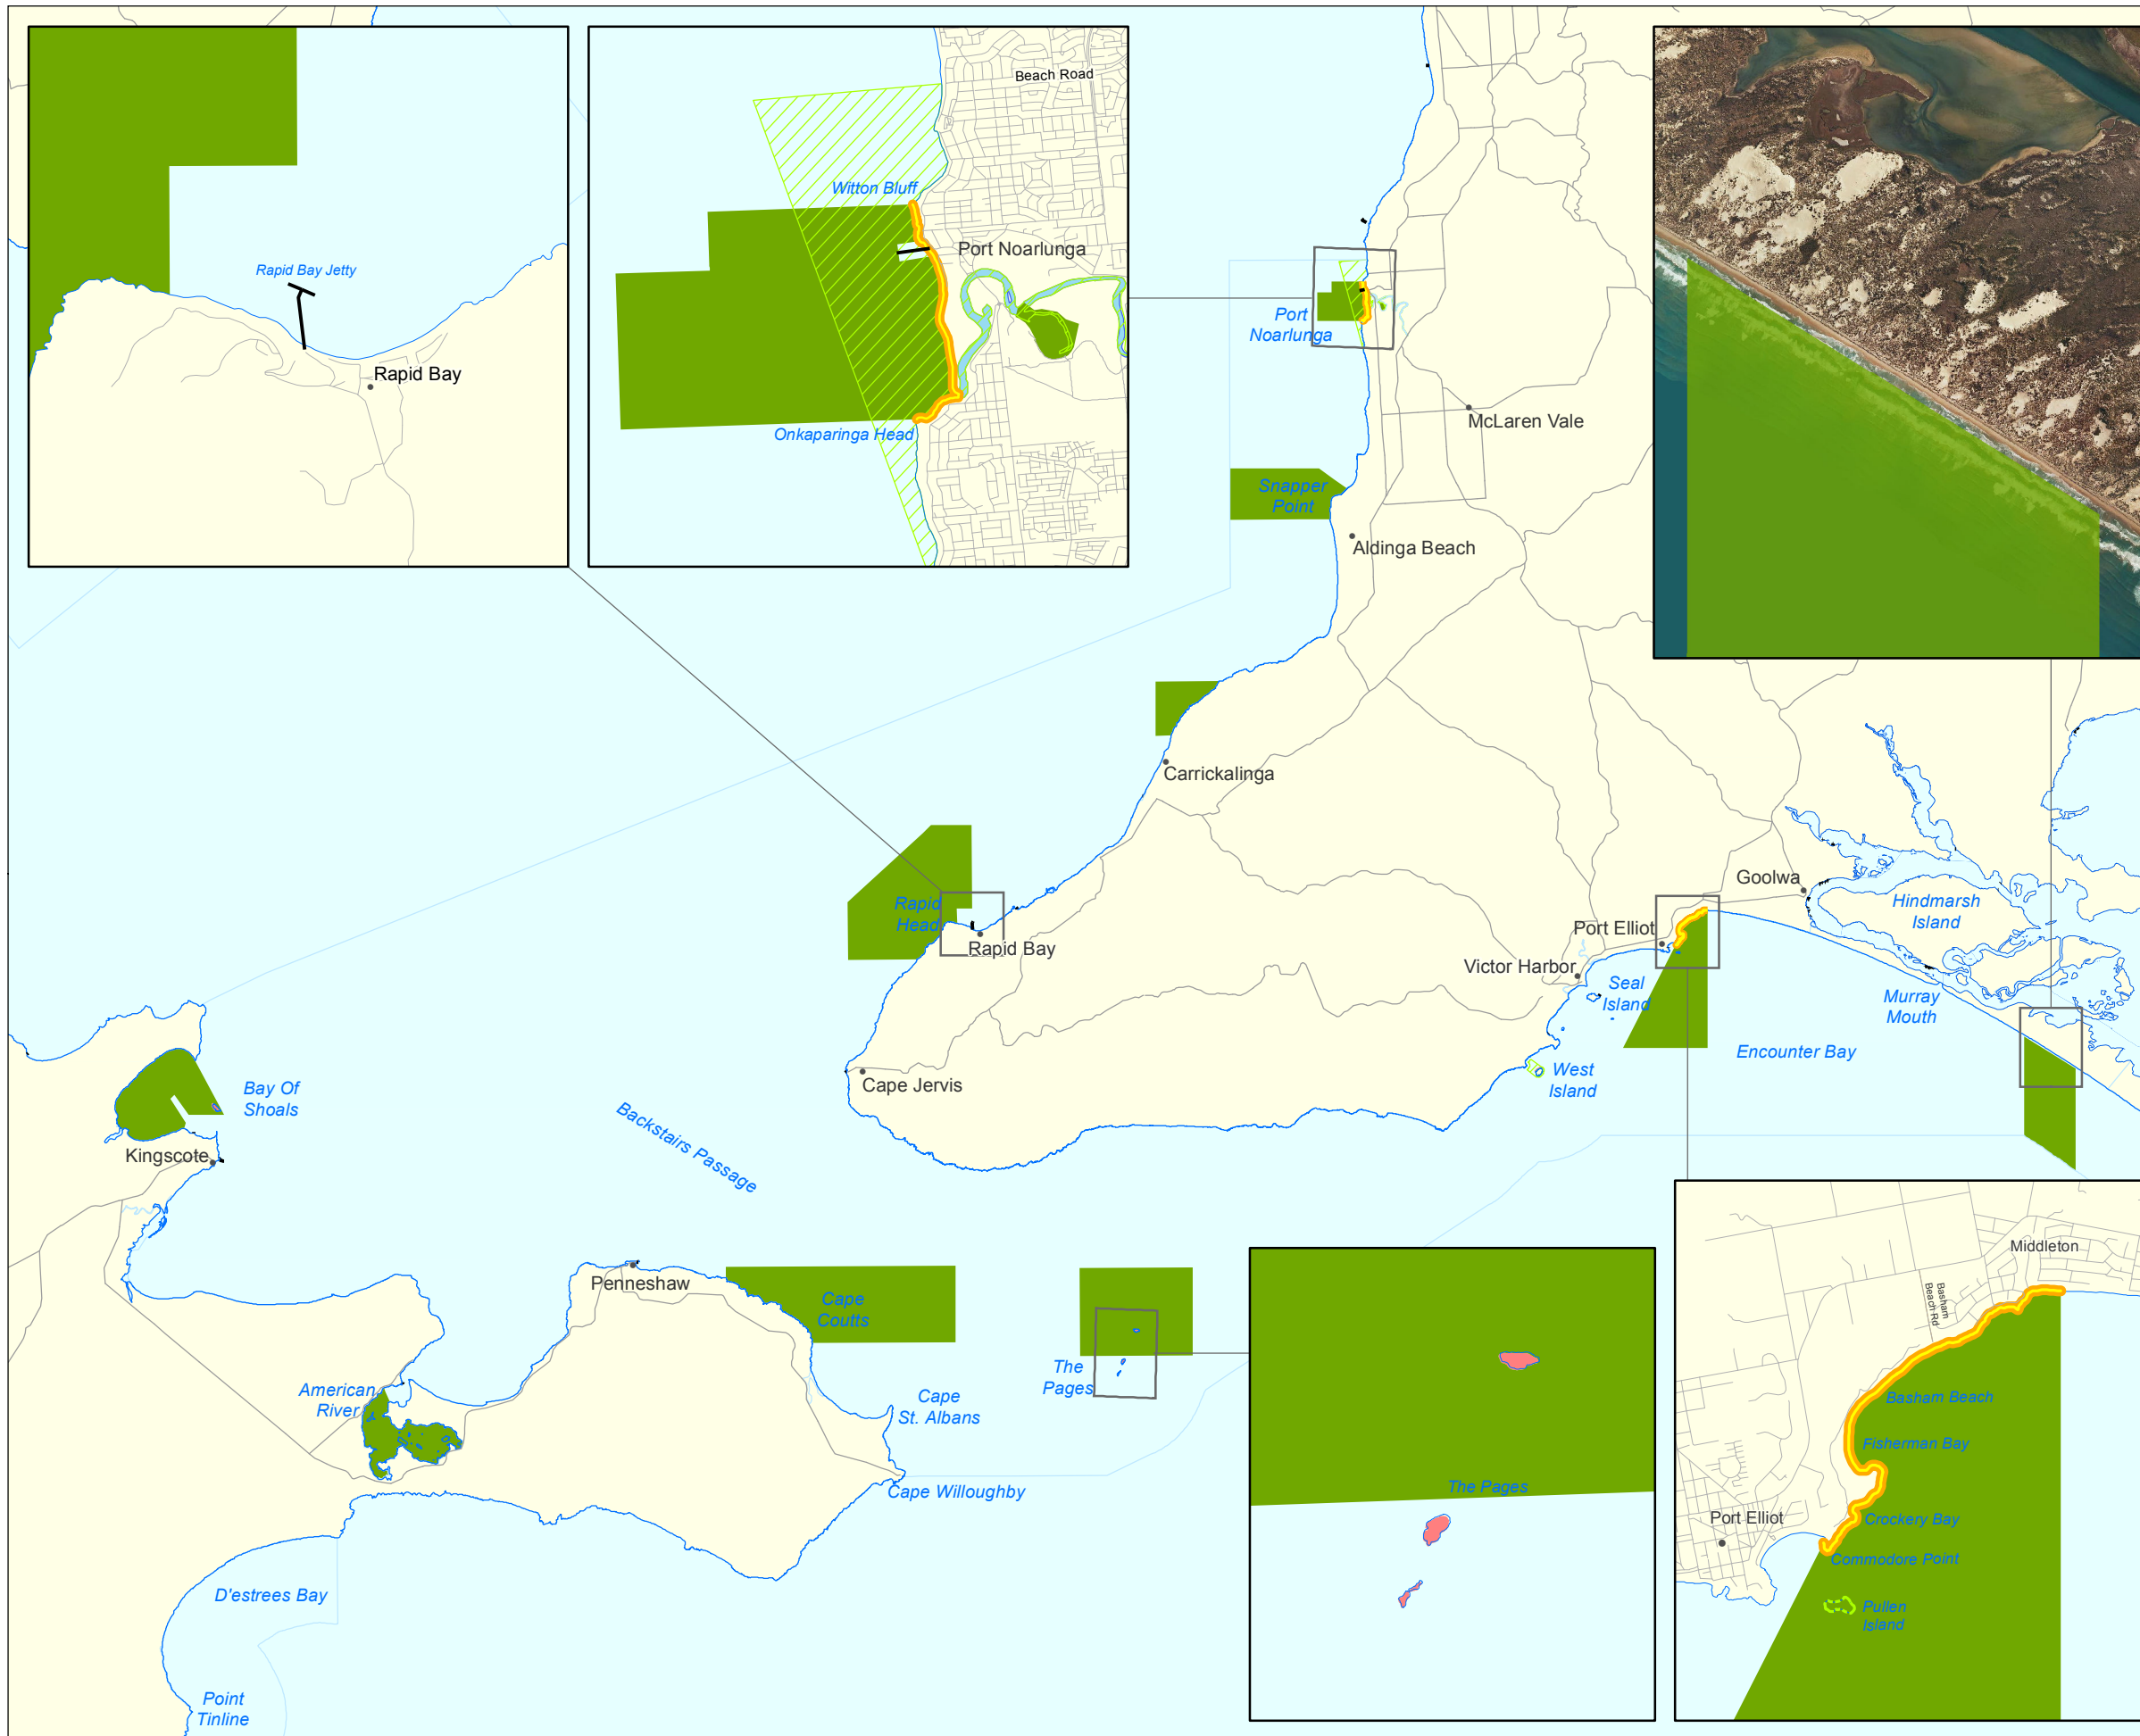 Beach Road
Witton Bluff
Port Noarlunga
Rapid Bay Jetty
Rapid Bay
Onkaparinga Head
Port
Noarlunga
McLaren Vale
Snapper
Point
Aldinga Beach
Carrickalinga
Rapid
Head
Rapid Bay
Goolwa
Hindmarsh
Island
Port Elliot
Victor Harbor
Seal
Island
Murray
Mouth
Encounter Bay
West
Island
Cape Jervis
Bay Of
Shoals
Kingscote
Backstairs Passage
Penneshaw
Cape
Coutts
The
Pages
American
River
Cape
St. Albans
Cape Willoughby
D'estrees Bay
Point
Tinline
The Pages
Middleton
Basham
Beach Rd
Basham Beach
Fisherman Bay
Port Elliot
Crockery Bay
Commodore Point
Pullen
Island